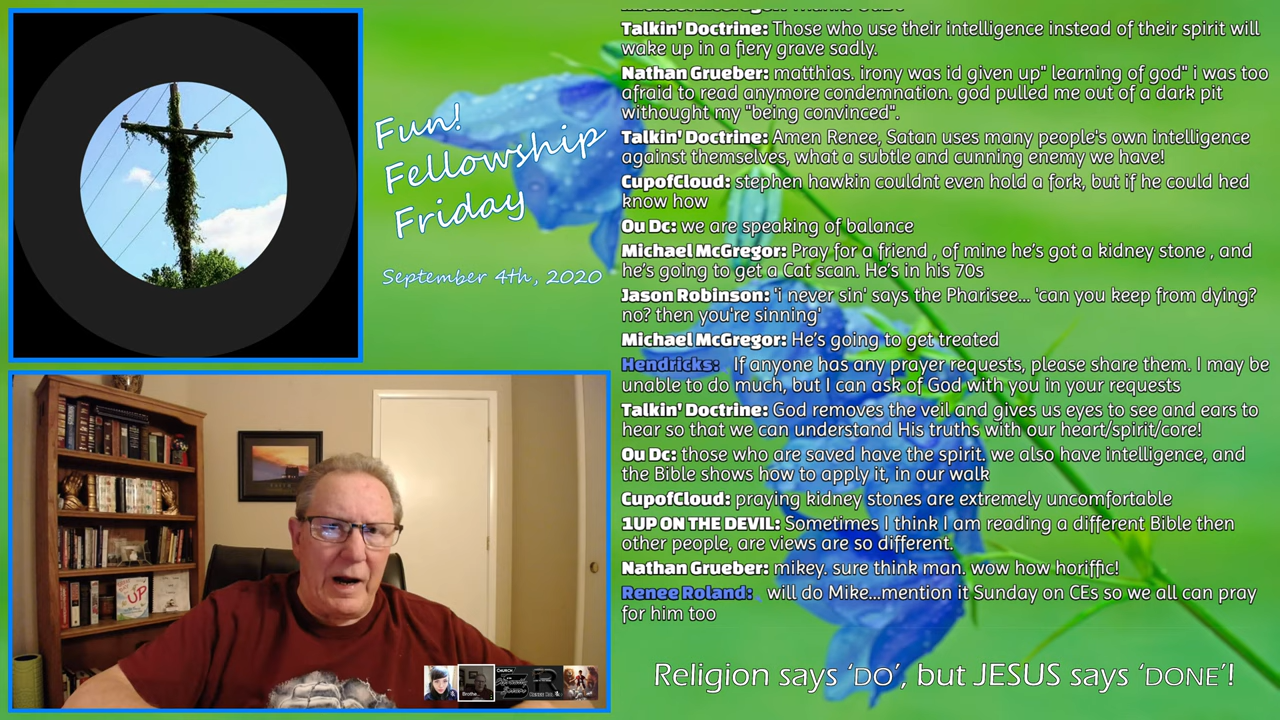 Fun!
Fellowship
Friday
September 4th, 2020
Talkin' Doctrine: Those who use their intelligence instead of their spirit will
wake up in a fiery grave sadly.
Nathan Grueber: matthias. irony was id given up" learning of god" i was too
afraid to read anymore condemnation. god pulled me out of a dark pit
withought my "being convinced".
Talkin' Doctrine: Amen Renee, Satan uses many people's own intelligence
against themselves, what a subtle and cunning enemy we have!
CupofCloud: stephen hawkin couldnt even hold a fork, but if he could hed
know how
Ou Dc: we are speaking of balance
Michael McGregor: Pray for a friend , of mine he's got a kidney stone , and
he's going to get a Cat scan. He's in his 70s
Jason Robinson: 'i never sin' says the Pharisee... 'can you keep from dying?
no? then you're sinning'
Michael McGregor: He's going to get treated
Hendricks: If anyone has any prayer requests, please share them. I may be
unable to do much, but I can ask of God with you in your requests
Talkin' Doctrine: God removes the veil and gives us eyes to see and ears to
hear so that we can understand His truths with our heart/spirit/core!
Ou Dc: those who are saved have the spirit. we also have intelligence, and
the Bible shows how to apply it, in our walk
CupofCloud: praying kidney stones are extremely uncomfortable
1UP ON THE DEVIL: Sometimes I think I am reading a different Bible then
other people, are views are so different.
Nathan Grueber: mikey. sure think man. wow how horiffic!
Renee Roland: will do Mike...mention it Sunday on CEs so we all can pray
for him too
Religion says 'DO', but JESUS says 'DONE'!
UP
Brothe...
CHURCH